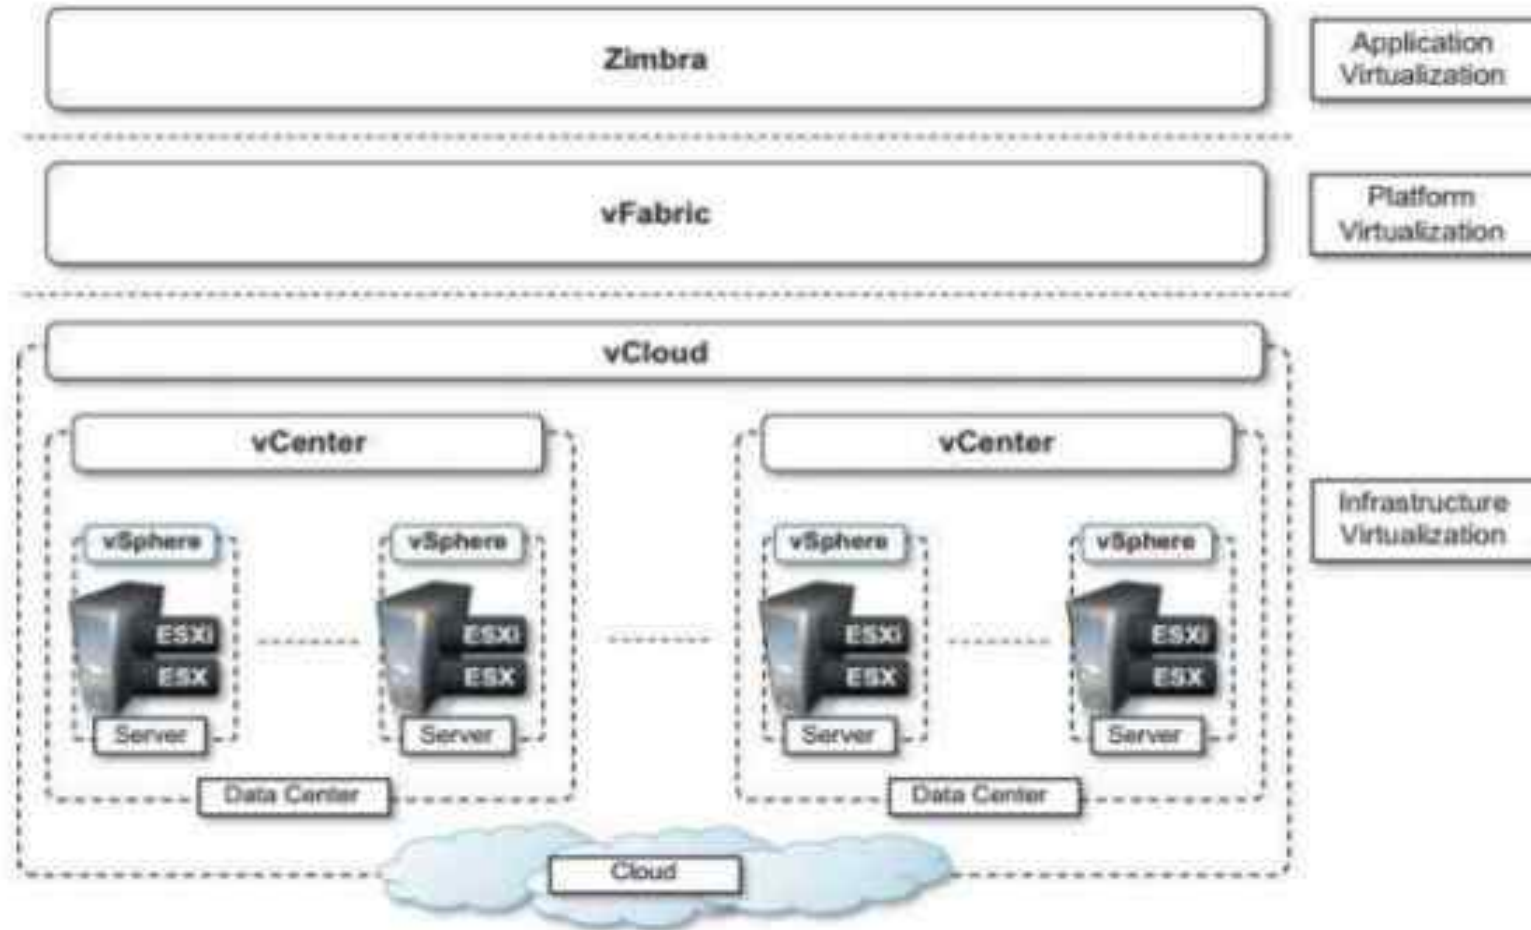 Zimbra
Application
Virtualization
vFabric
Platform
Virtualization
vCloud
vCenter
vCenter
Infrastructure
Virtualization
vSphere
vSphere
vSphere
vSphere
ESXi
ESXi
ESXi
ESXi
ESX
ESX
ESX
ESX
Server
Server
Server
Server
Data Center
Data Center
Cloud